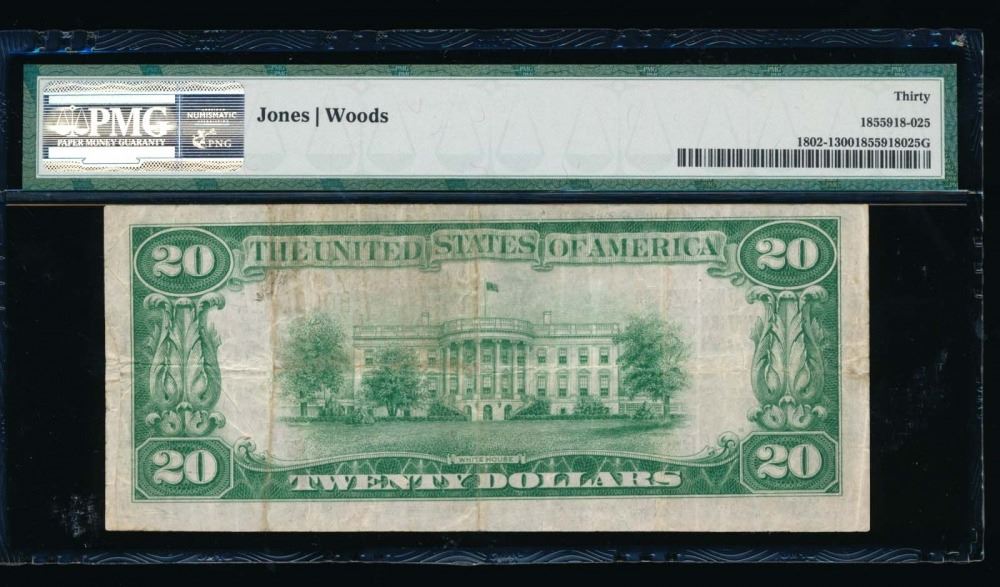 PMG
PAPER MONEY GUARANTY
NUMISMATIC
PNG
Jones | Woods
Thirty
1855918-025
1802-13001855918025G
20 THE UNITED STATES OF AMERICA 20
WHITE HOUSE
20 TWENTY DOLLARS 20